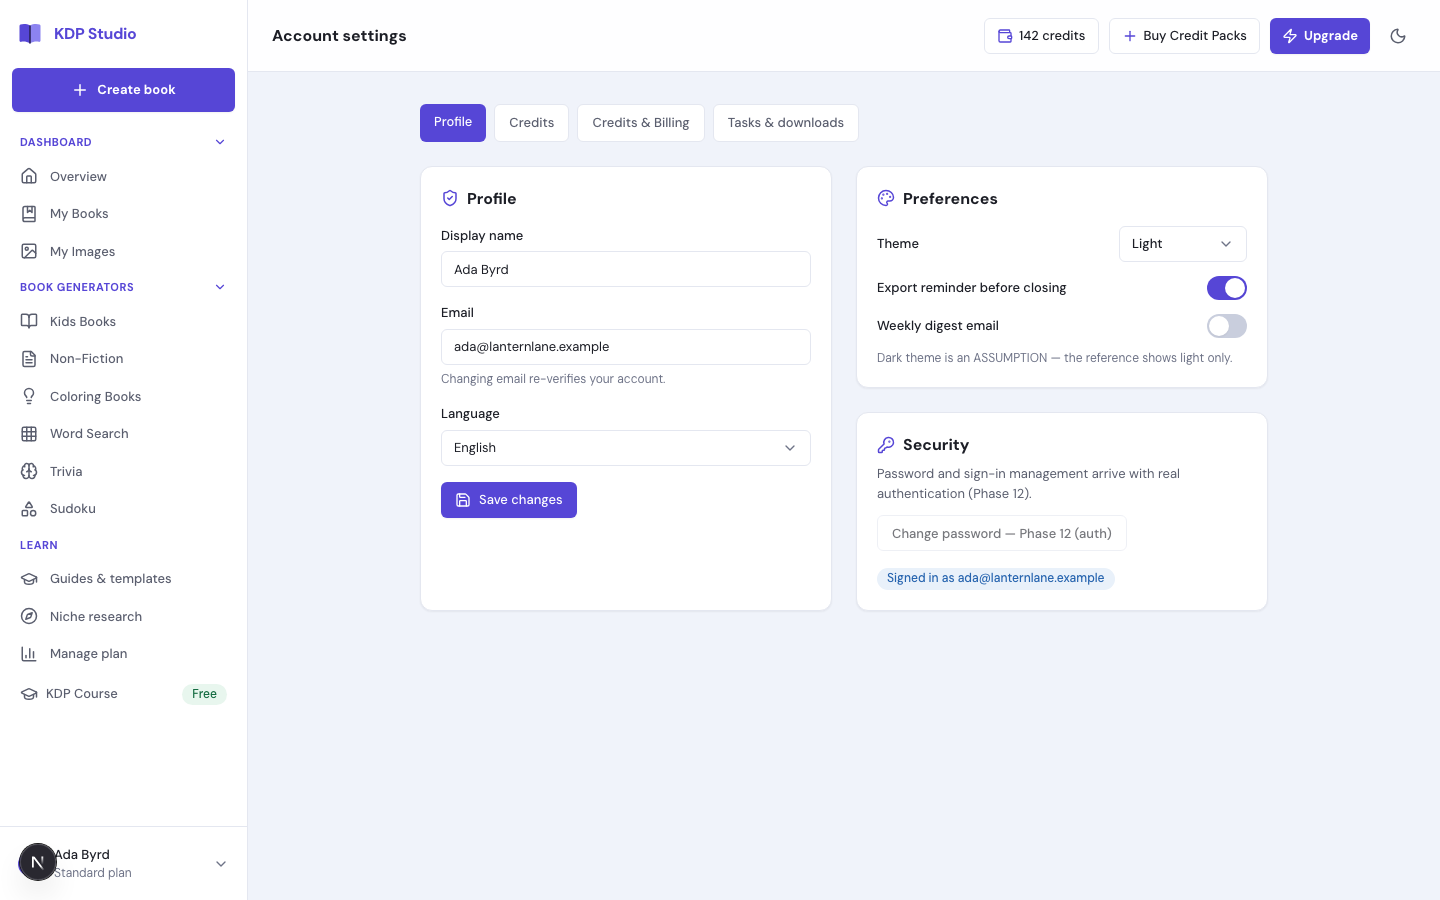 KDP Studio
Create book
DASHBOARD
Overview
My Books
My Images
BOOK GENERATORS
Kids Books
Non-Fiction
Coloring Books
Word Search
Trivia
Sudoku
LEARN
Guides & templates
Niche research
Manage plan
KDP Course
Free
N
Ada Byrd
Standard plan
Account settings
142 credits
Buy Credit Packs
Upgrade
Profile
Credits
Credits & Billing
Tasks & downloads
Profile
Display name
Ada Byrd
Email
ada@lanternlane.example
Changing email re-verifies your account.
Language
English
Save changes
Preferences
Theme
Light
Export reminder before closing
Weekly digest email
Dark theme is an ASSUMPTION — the reference shows light only.
Security
Password and sign-in management arrive with real
authentication (Phase 12).
Change password — Phase 12 (auth)
Signed in as ada@lanternlane.example